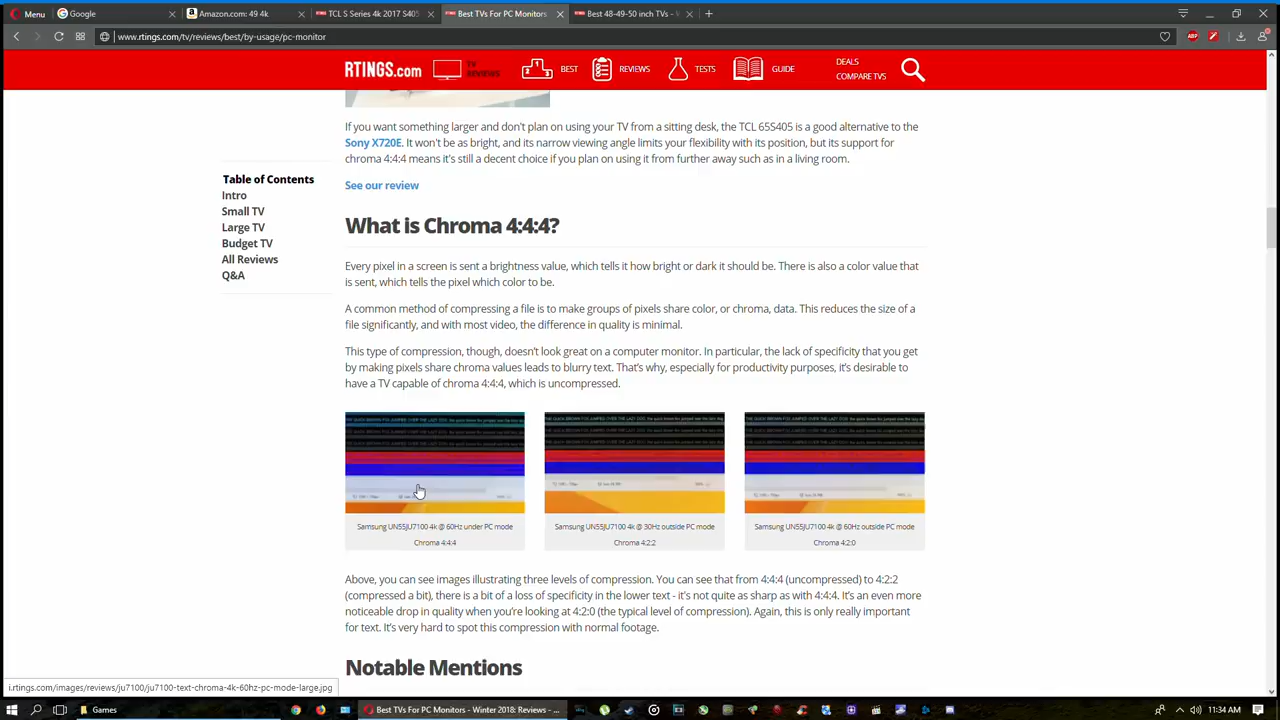 Menu
Google
Amazon.com: 49.4k
TCL S Series 4k 2017 S405
Best TVs For PC Monitors
Best 48-49-50 inch TVs - W
www.rtings.com/tv/reviews/best/by-usage/pc-monitor
RTINGS.com
TV REVIEWS
BEST
REVIEWS
TESTS
GUIDE
DEALS
COMPARE TVS
If you want something larger and don't plan on using your TV from a sitting desk, the TCL 65S405 is a good alternative to the
Sony X720E. It won't be as bright, and its narrow viewing angle limits your flexibility with its position, but its support for
chroma 4:4:4 means it's still a decent choice if you plan on using it from further away such as in a living room.
See our review
Table of Contents
Intro
Small TV
Large TV
Budget TV
All Reviews
Q&A
What is Chroma 4:4:4?
Every pixel in a screen is sent a brightness value, which tells it how bright or dark it should be. There is also a color value that
is sent, which tells the pixel which color to be.
A common method of compressing a file is to make groups of pixels share color, or chroma, data. This reduces the size of a
file significantly, and with most video, the difference in quality is minimal.
This type of compression, though, doesn't look great on a computer monitor. In particular, the lack of specificity that you get
by making pixels share chroma values leads to blurry text. That's why, especially for productivity purposes, it's desirable to
have a TV capable of chroma 4:4:4, which is uncompressed.
Samsung UN55JU7100 4k @ 60Hz under PC mode
Chroma 4:4:4
Samsung UN55JU7100 4k @ 30Hz outside PC mode
Chroma 4:2:2
Samsung UN55JU7100 4k @ 60Hz outside PC mode
Chroma 4:2:0
Above, you can see images illustrating three levels of compression. You can see that from 4:4:4 (uncompressed) to 4:2:2
(compressed a bit), there is a bit of a loss of specificity in the lower text - it's not quite as sharp as with 4:4:4. It's an even more
noticeable drop in quality when you're looking at 4:2:0 (the typical level of compression). Again, this is only really important
for text. It's very hard to spot this compression with normal footage.
Notable Mentions
i.rtings.com/images/reviews/ju7100/ju7100-text-chroma-4k-60hz-pc-mode-large.jpg
Games
Best TVs For PC Monitors - Winter 2018: Reviews - ...
11:34 AM